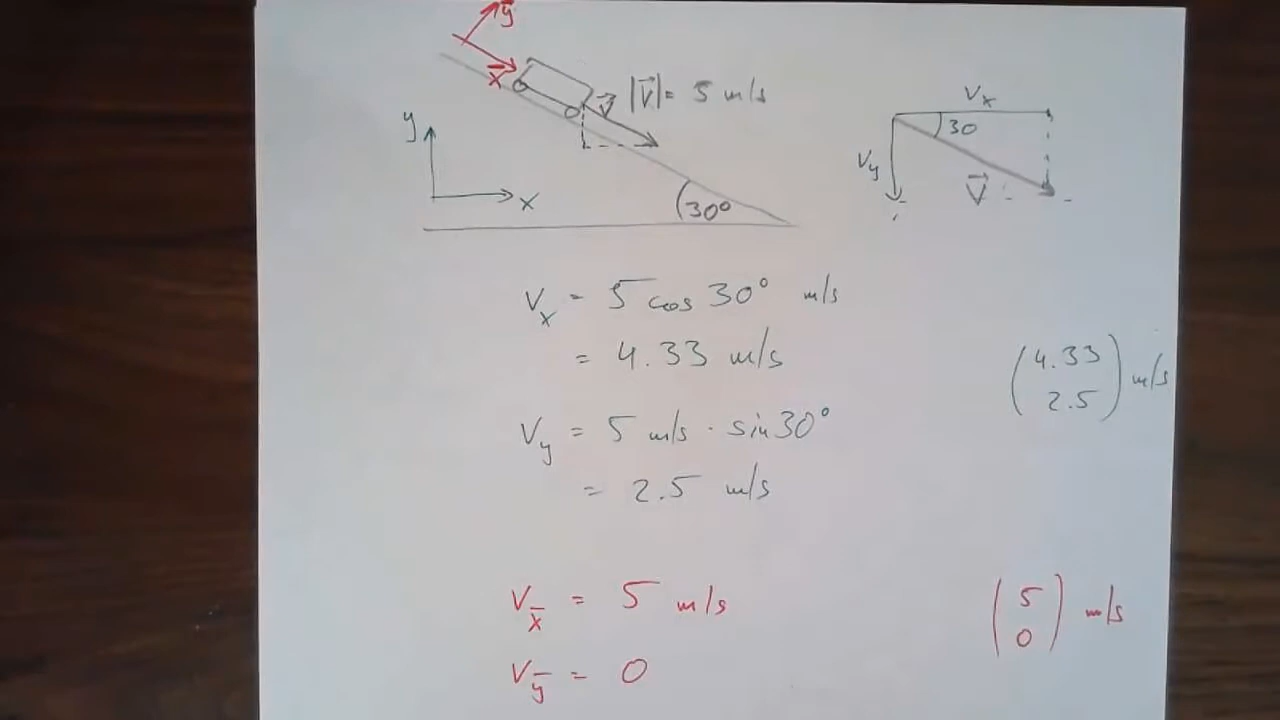 y̅
x̅
v⃗ |v⃗| = 5 m/s
y
x
30°
Vx
30
Vy
V⃗
Vx = 5 cos 30° m/s
= 4.33 m/s
(4.33
2.5) m/s
Vy = 5 m/s · sin30°
= 2.5 m/s
Vx̅ = 5 m/s
Vy̅ = 0
(5
0) m/s